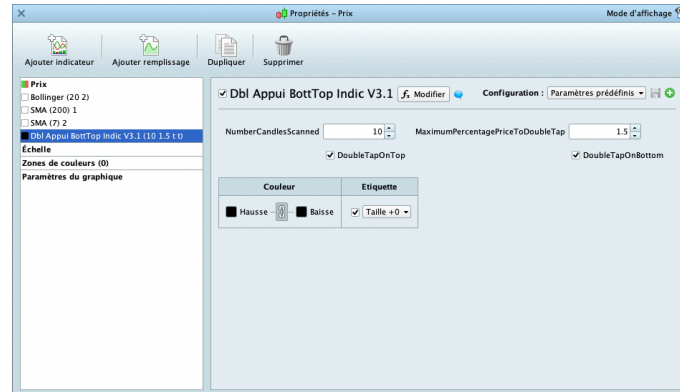 Propriétés - Prix
Mode d'affichage
Ajouter indicateur
Ajouter remplissage
Dupliquer
Supprimer
Prix
Bollinger (20 2)
SMA (200) 1
SMA (7) 2
Dbl Appui BottTop Indic V3.1 (10 1.5 t t)
Échelle
Zones de couleurs (0)
Paramètres du graphique
Dbl Appui BottTop Indic V3.1 fx Modifier Configuration : Paramètres prédéfinis
NumberCandlesScanned 10 MaximumPercentagePriceToDoubleTap 1.5
DoubleTapOnTop DoubleTapOnBottom
Couleur Etiquette
Hausse Baisse Taille +0